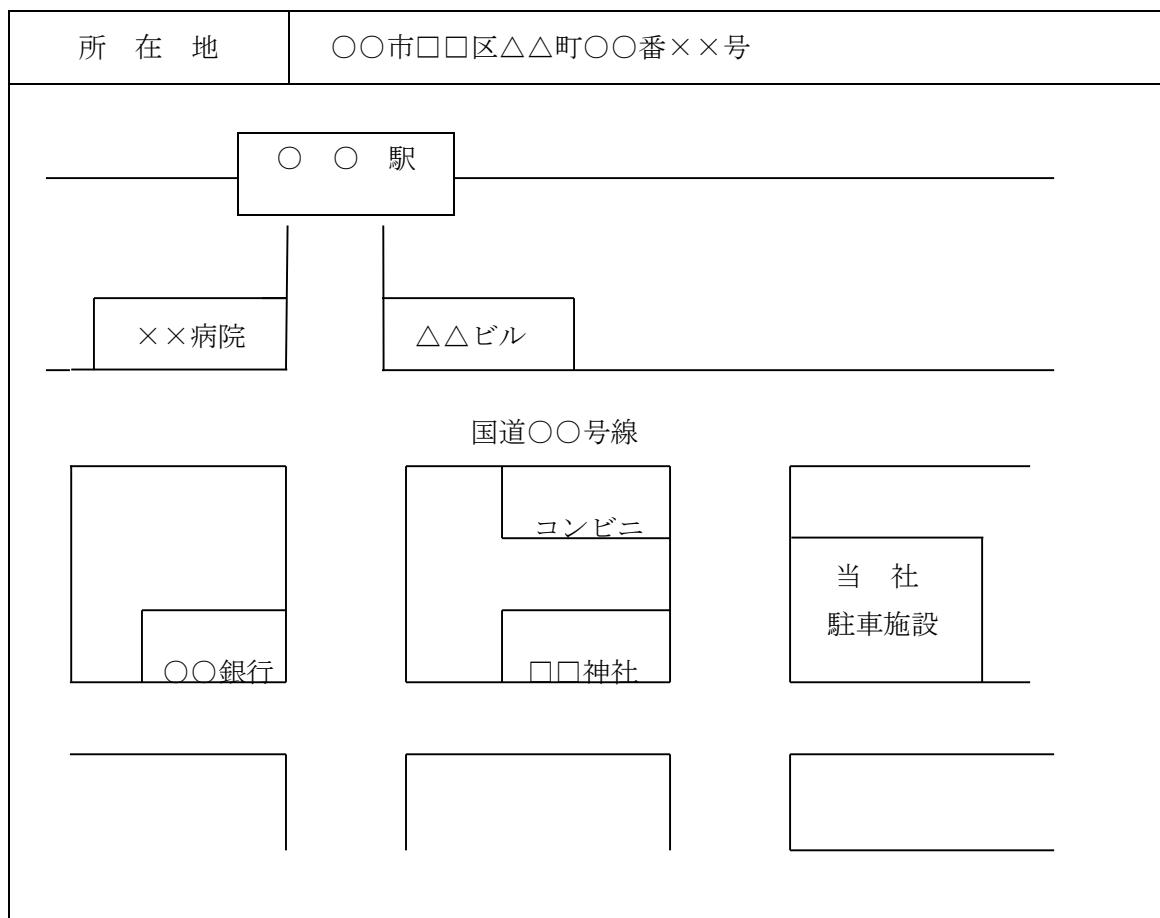 所 在 地
○○市□□区△△町○○番××号
○ ○ 駅
××病院
△△ビル
国道○○号線
コンビニ
当 社
駐車施設
○○銀行
□□神社